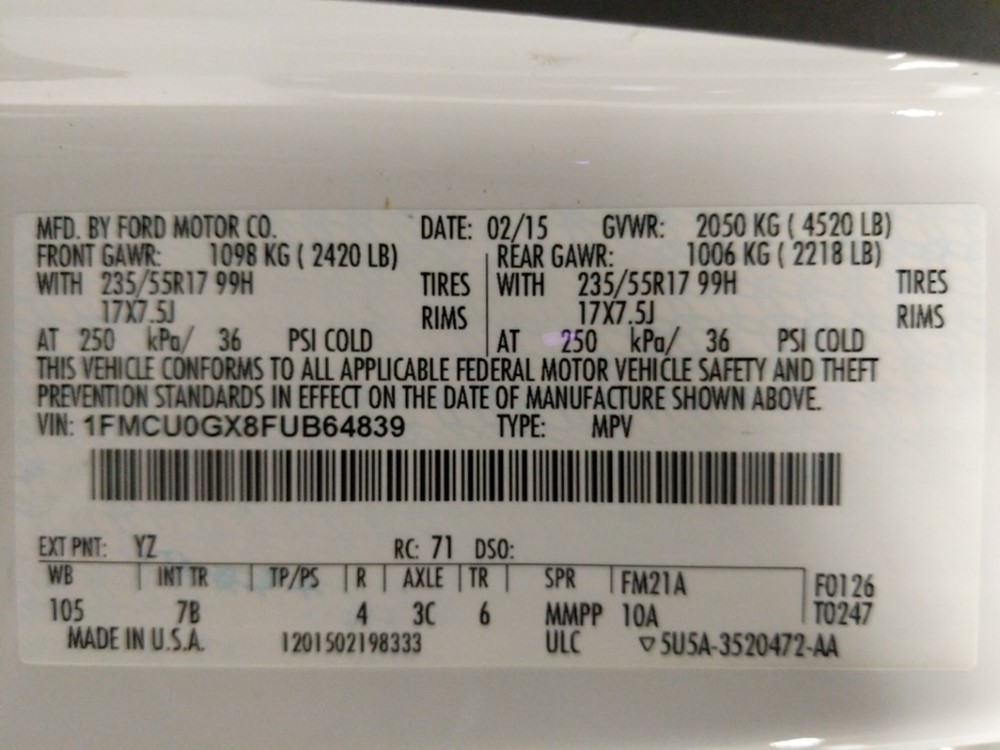 MFD. BY FORD MOTOR CO. DATE: 02/15 GVWR: 2050 KG ( 4520 LB)
FRONT GAWR: 1098 KG ( 2420 LB) REAR GAWR: 1006 KG ( 2218 LB)
WITH 235/55R17 99H TIRES WITH 235/55R17 99H TIRES
17X7.5J RIMS 17X7.5J RIMS
AT 250 kPa/ 36 PSI COLD AT 250 kPa/ 36 PSI COLD
THIS VEHICLE CONFORMS TO ALL APPLICABLE FEDERAL MOTOR VEHICLE SAFETY AND THEFT
PREVENTION STANDARDS IN EFFECT ON THE DATE OF MANUFACTURE SHOWN ABOVE.
VIN: 1FMCU0GX8FUB64839 TYPE: MPV
EXT PNT: YZ RC: 71 DSO:
WB INT TR TP/PS R AXLE TR SPR FM21A F0126
105 7B 4 3C 6 MMPP 10A T0247
MADE IN U.S.A. 1201502198333 ULC ▽5U5A-3520472-AA